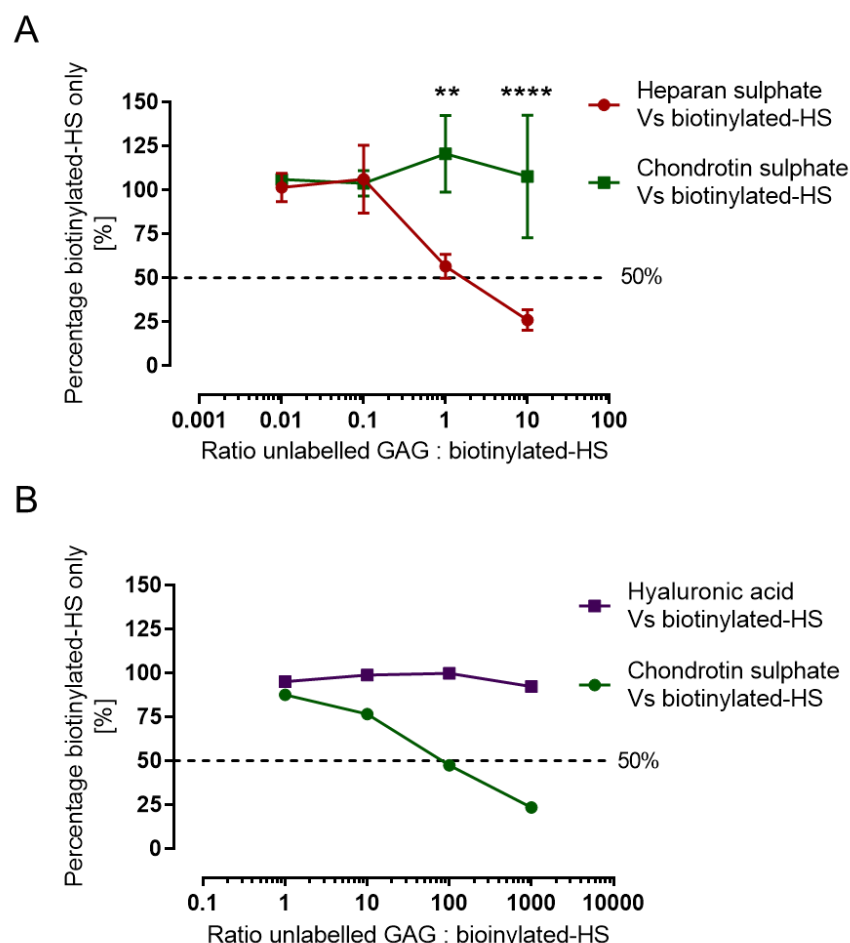 A
Percentage biotinylated-HS only
[%]
150
125
100
75
50
25
0
** ****
50%
0.001 0.01 0.1 1 10 100
Ratio unlabelled GAG : biotinylated-HS
Heparan sulphate
Vs biotinylated-HS
Chondrotin sulphate
Vs biotinylated-HS
B
Percentage biotinylated-HS only
[%]
150
125
100
75
50
25
0
50%
0.1 1 10 100 1000 10000
Ratio unlabelled GAG : bioinylated-HS
Hyaluronic acid
Vs biotinylated-HS
Chondrotin sulphate
Vs biotinylated-HS